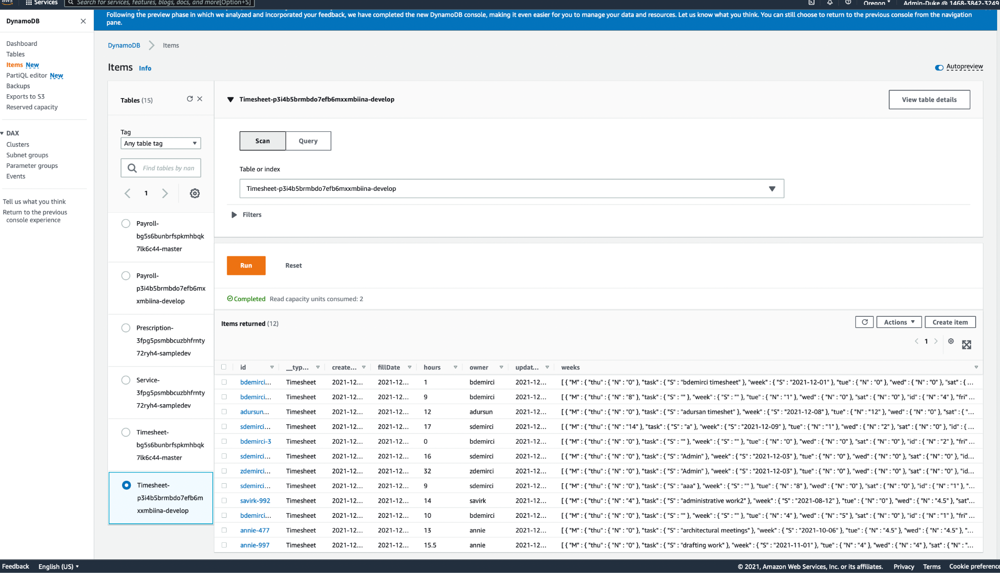 aws
Services
Search for services, features, blogs, docs, and more
[Option+S]
Oregon
Admin-Duke @ 1468-3842-3249
DynamoDB
Following the preview phase in which we analyzed and incorporated your feedback, we have completed the new DynamoDB console, making it even easier for you to manage your data and resources. Let us know what you think. You can still choose to return to the previous console from the navigation
pane.
Dashboard
Tables
Items New
PartiQL editor New
Backups
Exports to S3
Reserved capacity
DAX
Clusters
Subnet groups
Parameter groups
Events
Tell us what you think
Return to the previous
console experience
DynamoDB
Items
Items Info
Autopreview
Tables (15)
Tag
Any table tag
Find tables by nan
1
Payroll-
bg5s6bunbrfspkmhbqk
7lk6c44-master
Payroll-
p3i4b5brmbdo7efb6mx
xmbiina-develop
Prescription-
3fpg5psmbbcuzbhfrnty
72ryh4-sampledev
Service-
3fpg5psmbbcuzbhfrnty
72ryh4-sampledev
Timesheet-
bg5s6bunbrfspkmhbqk
7lk6c44-master
Timesheet-
p3i4b5brmbdo7efb6m
xxmbiina-develop
Timesheet-p3i4b5brmbdo7efb6mxxmbiina-develop
View table details
Scan
Query
Table or index
Timesheet-p3i4b5brmbdo7efb6mxxmbiina-develop
Filters
Run
Reset
Completed Read capacity units consumed: 2
Items returned (12)
Actions
Create item
1
id __typ... create... fillDate hours owner updat... weeks
bdemirci... Timesheet 2021-12... 2021-12... 1 bdemirci 2021-12... [ { "M" : { "thu" : { "N" : "0" }, "task" : { "S" : "bdemirci timesheet" }, "week" : { "S" : "2021-12-01" }, "tue" : { "N" : "0" }, "wed" : { "N" : "0" }, "sat" : { ...
bdemirci... Timesheet 2021-12... 2021-12... 9 bdemirci 2021-12... [ { "M" : { "thu" : { "N" : "8" }, "task" : { "S" : "" }, "week" : { "S" : "" }, "tue" : { "N" : "1" }, "wed" : { "N" : "0" }, "sat" : { "N" : "0" }, "id" : { "N" : "4" }, "fri" ...
adursun... Timesheet 2021-12... 2021-12... 12 adursun 2021-12... [ { "M" : { "thu" : { "N" : "0" }, "task" : { "S" : "adursan timeshet" }, "week" : { "S" : "2021-12-08" }, "tue" : { "N" : "12" }, "wed" : { "N" : "0" }, "sat" : { "...
sdemirci... Timesheet 2021-12... 2021-12... 17 sdemirci 2021-12... [ { "M" : { "thu" : { "N" : "14" }, "task" : { "S" : "a" }, "week" : { "S" : "2021-12-09" }, "tue" : { "N" : "1" }, "wed" : { "N" : "2" }, "sat" : { "N" : "0" }, "id" : { ...
bdemirci-3 Timesheet 2021-12... 2021-12... 0 bdemirci 2021-12... [ { "M" : { "thu" : { "N" : "0" }, "task" : { "S" : "" }, "week" : { "S" : "" }, "tue" : { "N" : "0" }, "wed" : { "N" : "0" }, "sat" : { "N" : "0" }, "id" : { "N" : "2" }, "fri" ...
sdemirci... Timesheet 2021-12... 2021-12... 16 sdemirci 2021-12... [ { "M" : { "thu" : { "N" : "0" }, "task" : { "S" : "Admin" }, "week" : { "S" : "2021-12-03" }, "tue" : { "N" : "0" }, "wed" : { "N" : "0" }, "sat" : { "N" : "0" }, "id...
zdemirci... Timesheet 2021-12... 2021-12... 32 zdemirci 2021-12... [ { "M" : { "thu" : { "N" : "0" }, "task" : { "S" : "Admin" }, "week" : { "S" : "2021-12-03" }, "tue" : { "N" : "0" }, "wed" : { "N" : "0" }, "sat" : { "N" : "0" }, "id...
sdemirci... Timesheet 2021-12... 2021-12... 9 sdemirci 2021-12... [ { "M" : { "thu" : { "N" : "0" }, "task" : { "S" : "aaa" }, "week" : { "S" : "" }, "tue" : { "N" : "8" }, "wed" : { "N" : "0" }, "sat" : { "N" : "0" }, "id" : { "N" : "1" }, "...
savirk-992 Timesheet 2021-12... 2021-12... 14 savirk 2021-12... [ { "M" : { "thu" : { "N" : "4" }, "task" : { "S" : "administrative work2" }, "week" : { "S" : "2021-08-12" }, "tue" : { "N" : "0" }, "wed" : { "N" : "4.5" }, "sat"...
bdemirci... Timesheet 2021-12... 2021-12... 10 bdemirci 2021-12... [ { "M" : { "thu" : { "N" : "0" }, "task" : { "S" : "" }, "week" : { "S" : "" }, "tue" : { "N" : "4" }, "wed" : { "N" : "5" }, "sat" : { "N" : "0" }, "id" : { "N" : "1" }, "fri" ...
annie-477 Timesheet 2021-12... 2021-12... 13 annie 2021-12... [ { "M" : { "thu" : { "N" : "0" }, "task" : { "S" : "architectural meetings" }, "week" : { "S" : "2021-10-06" }, "tue" : { "N" : "4.5" }, "wed" : { "N" : "4.5" }, "...
annie-997 Timesheet 2021-12... 2021-12... 15.5 annie 2021-12... [ { "M" : { "thu" : { "N" : "0" }, "task" : { "S" : "drafting work" }, "week" : { "S" : "2021-11-01" }, "tue" : { "N" : "4" }, "wed" : { "N" : "4" }, "sat" : { "N" : "...
Feedback
English (US)
© 2021, Amazon Web Services, Inc. or its affiliates.
Privacy
Terms
Cookie preference